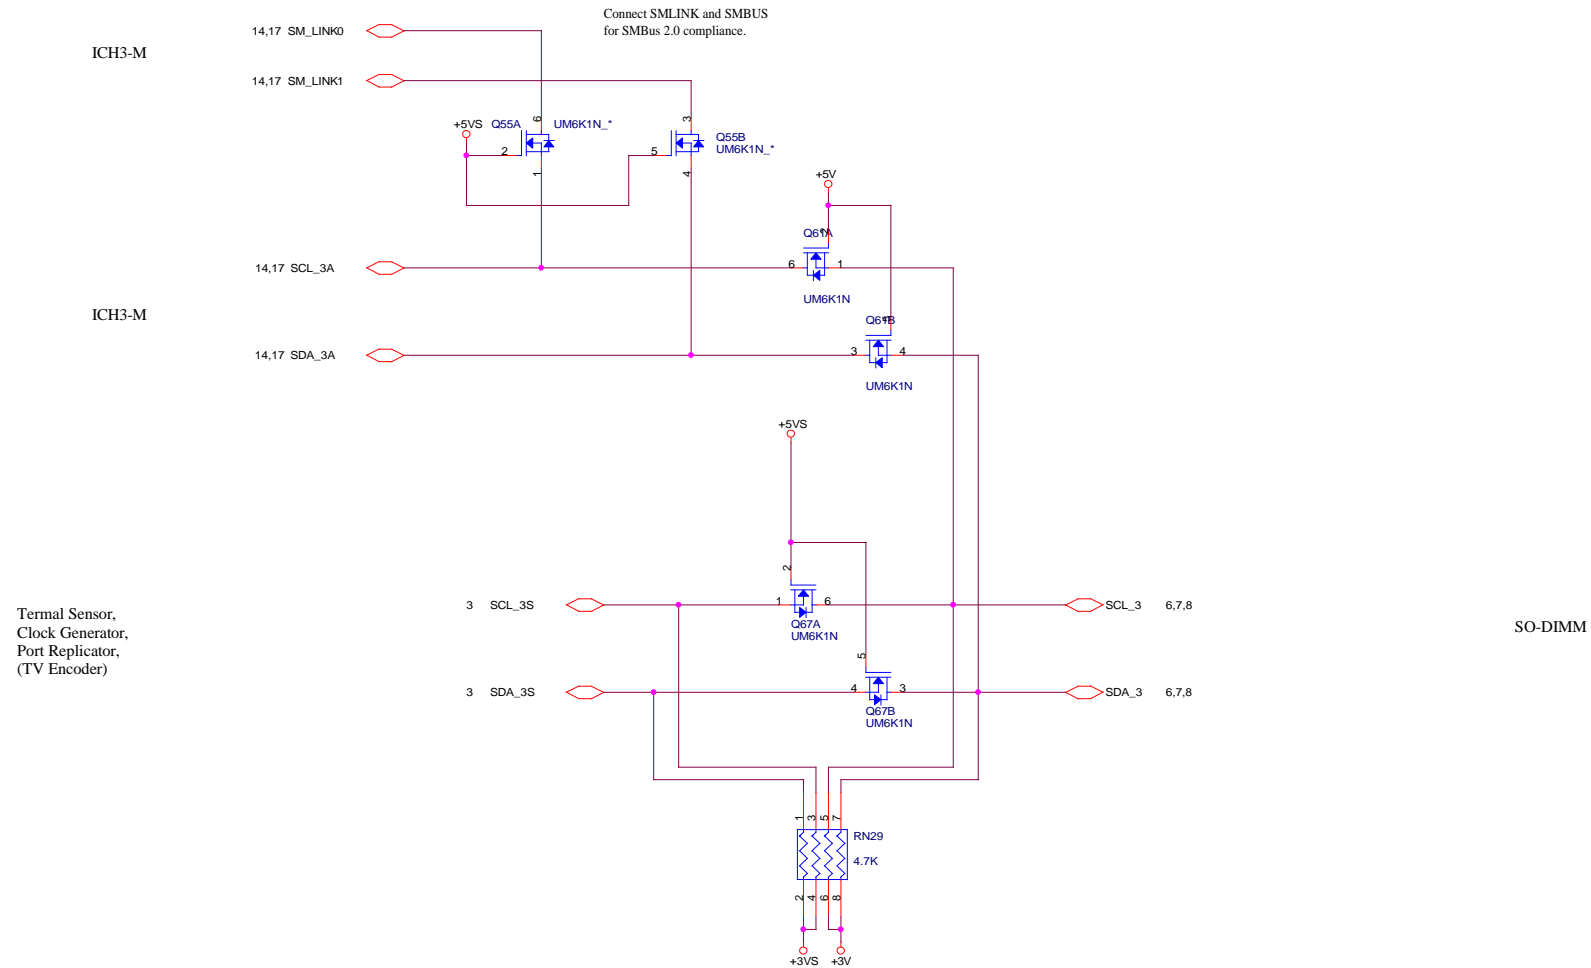 Connect SMLINK and SMBUS
for SMBus 2.0 compliance.
14,17 SM_LINK0
ICH3-M
14,17 SM_LINK1
6
3
+5VS
Q55A
UM6K1N_*
Q55B
UM6K1N_*
2
5
1
4
+5V
2
Q61A
14,17 SCL_3A
6
1
UM6K1N
ICH3-M
Q61B
14,17 SDA_3A
3
4
UM6K1N
+5VS
2
3 SCL_3S
1
6
SCL_3 6,7,8
Q67A
UM6K1N
Termal Sensor,
Clock Generator,
Port Replicator,
(TV Encoder)
SO-DIMM
5
3 SDA_3S
4
3
SDA_3 6,7,8
Q67B
UM6K1N
1
3
5
7
RN29
4.7K
2
4
6
8
+3VS
+3V